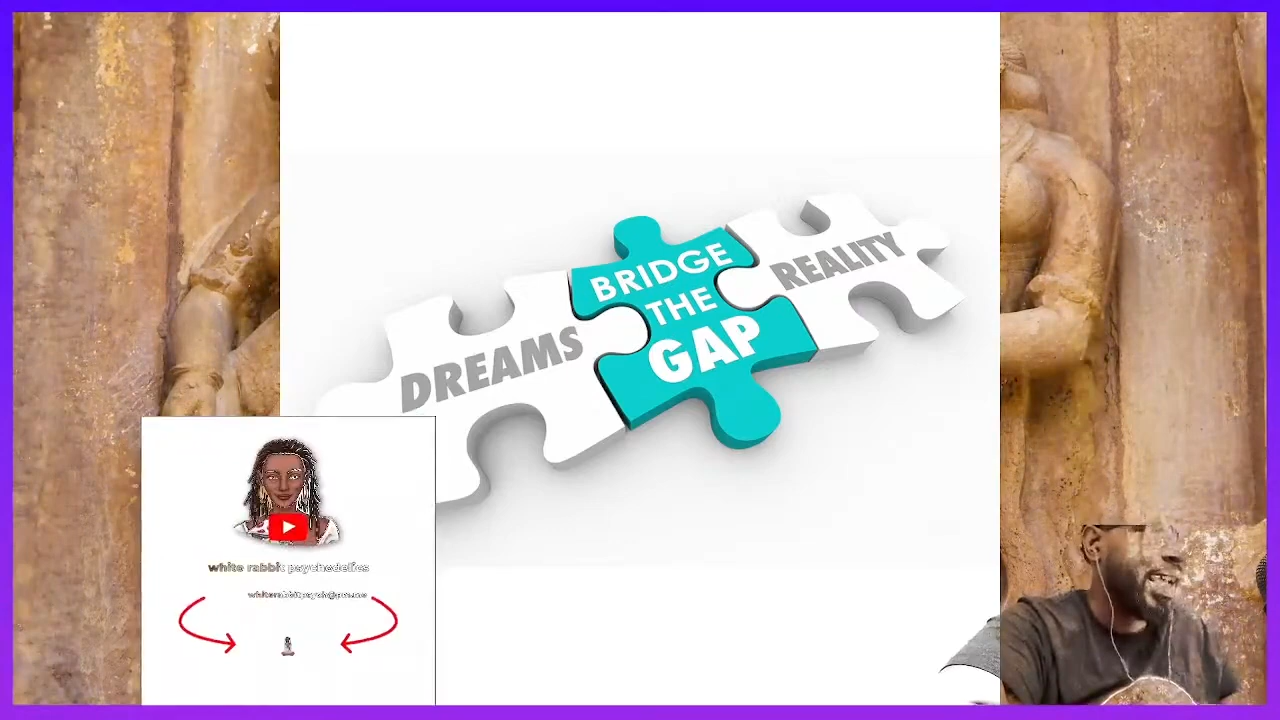 DREAMS
BRIDGE
THE
GAP
REALITY
white rabbit psychedelics